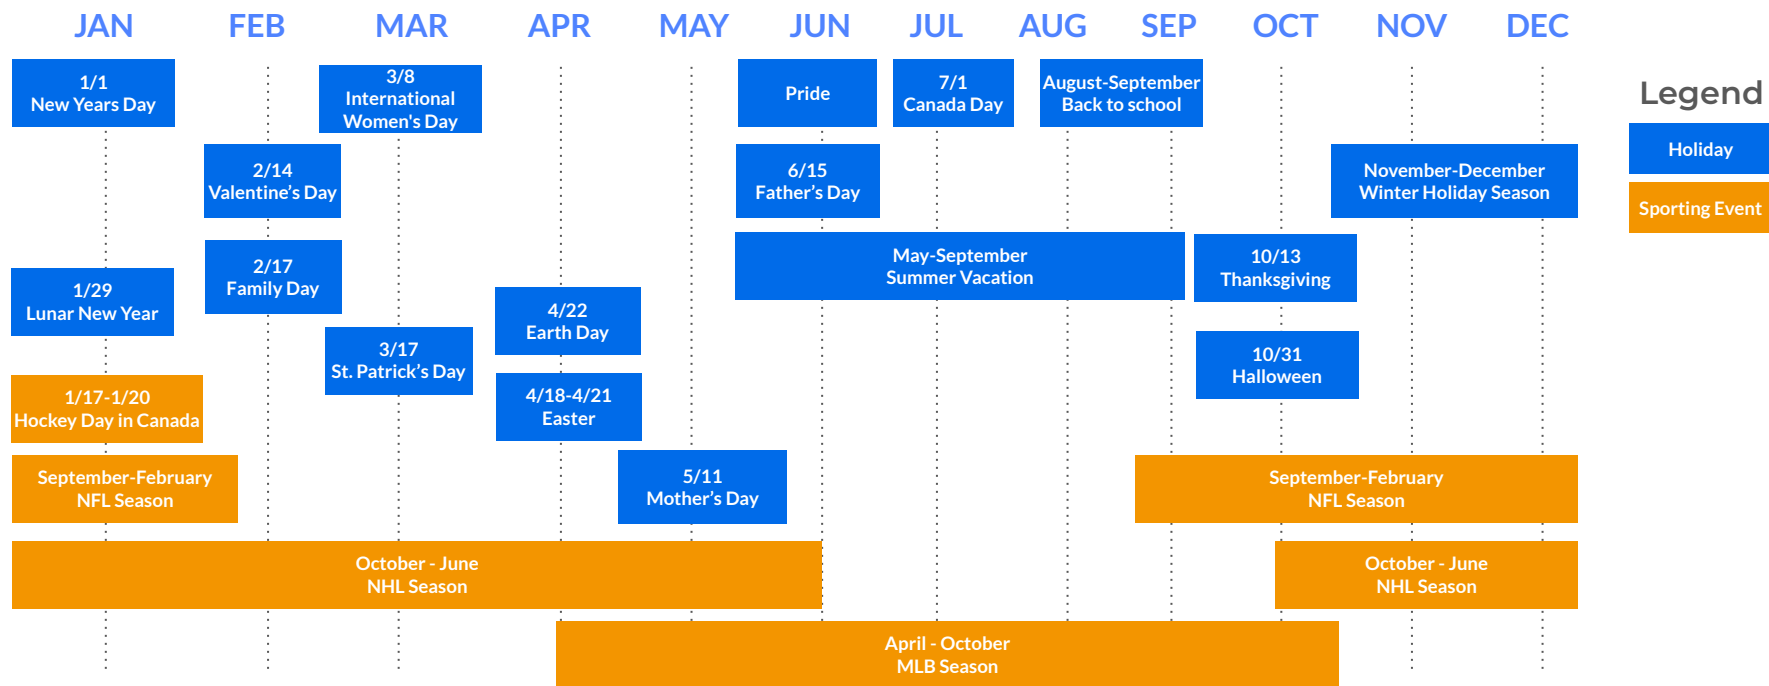 JAN FEB MAR APR MAY JUN JUL AUG SEP OCT NOV DEC
1/1
New Years Day
3/8
International
Women's Day
Pride
7/1
Canada Day
August-September
Back to school
Legend
Holiday
Sporting Event
2/14
Valentine’s Day
6/15
Father’s Day
November-December
Winter Holiday Season
2/17
Family Day
May-September
Summer Vacation
10/13
Thanksgiving
1/29
Lunar New Year
4/22
Earth Day
3/17
St. Patrick’s Day
10/31
Halloween
1/17-1/20
Hockey Day in Canada
4/18-4/21
Easter
September-February
NFL Season
5/11
Mother’s Day
September-February
NFL Season
October - June
NHL Season
October - June
NHL Season
April - October
MLB Season